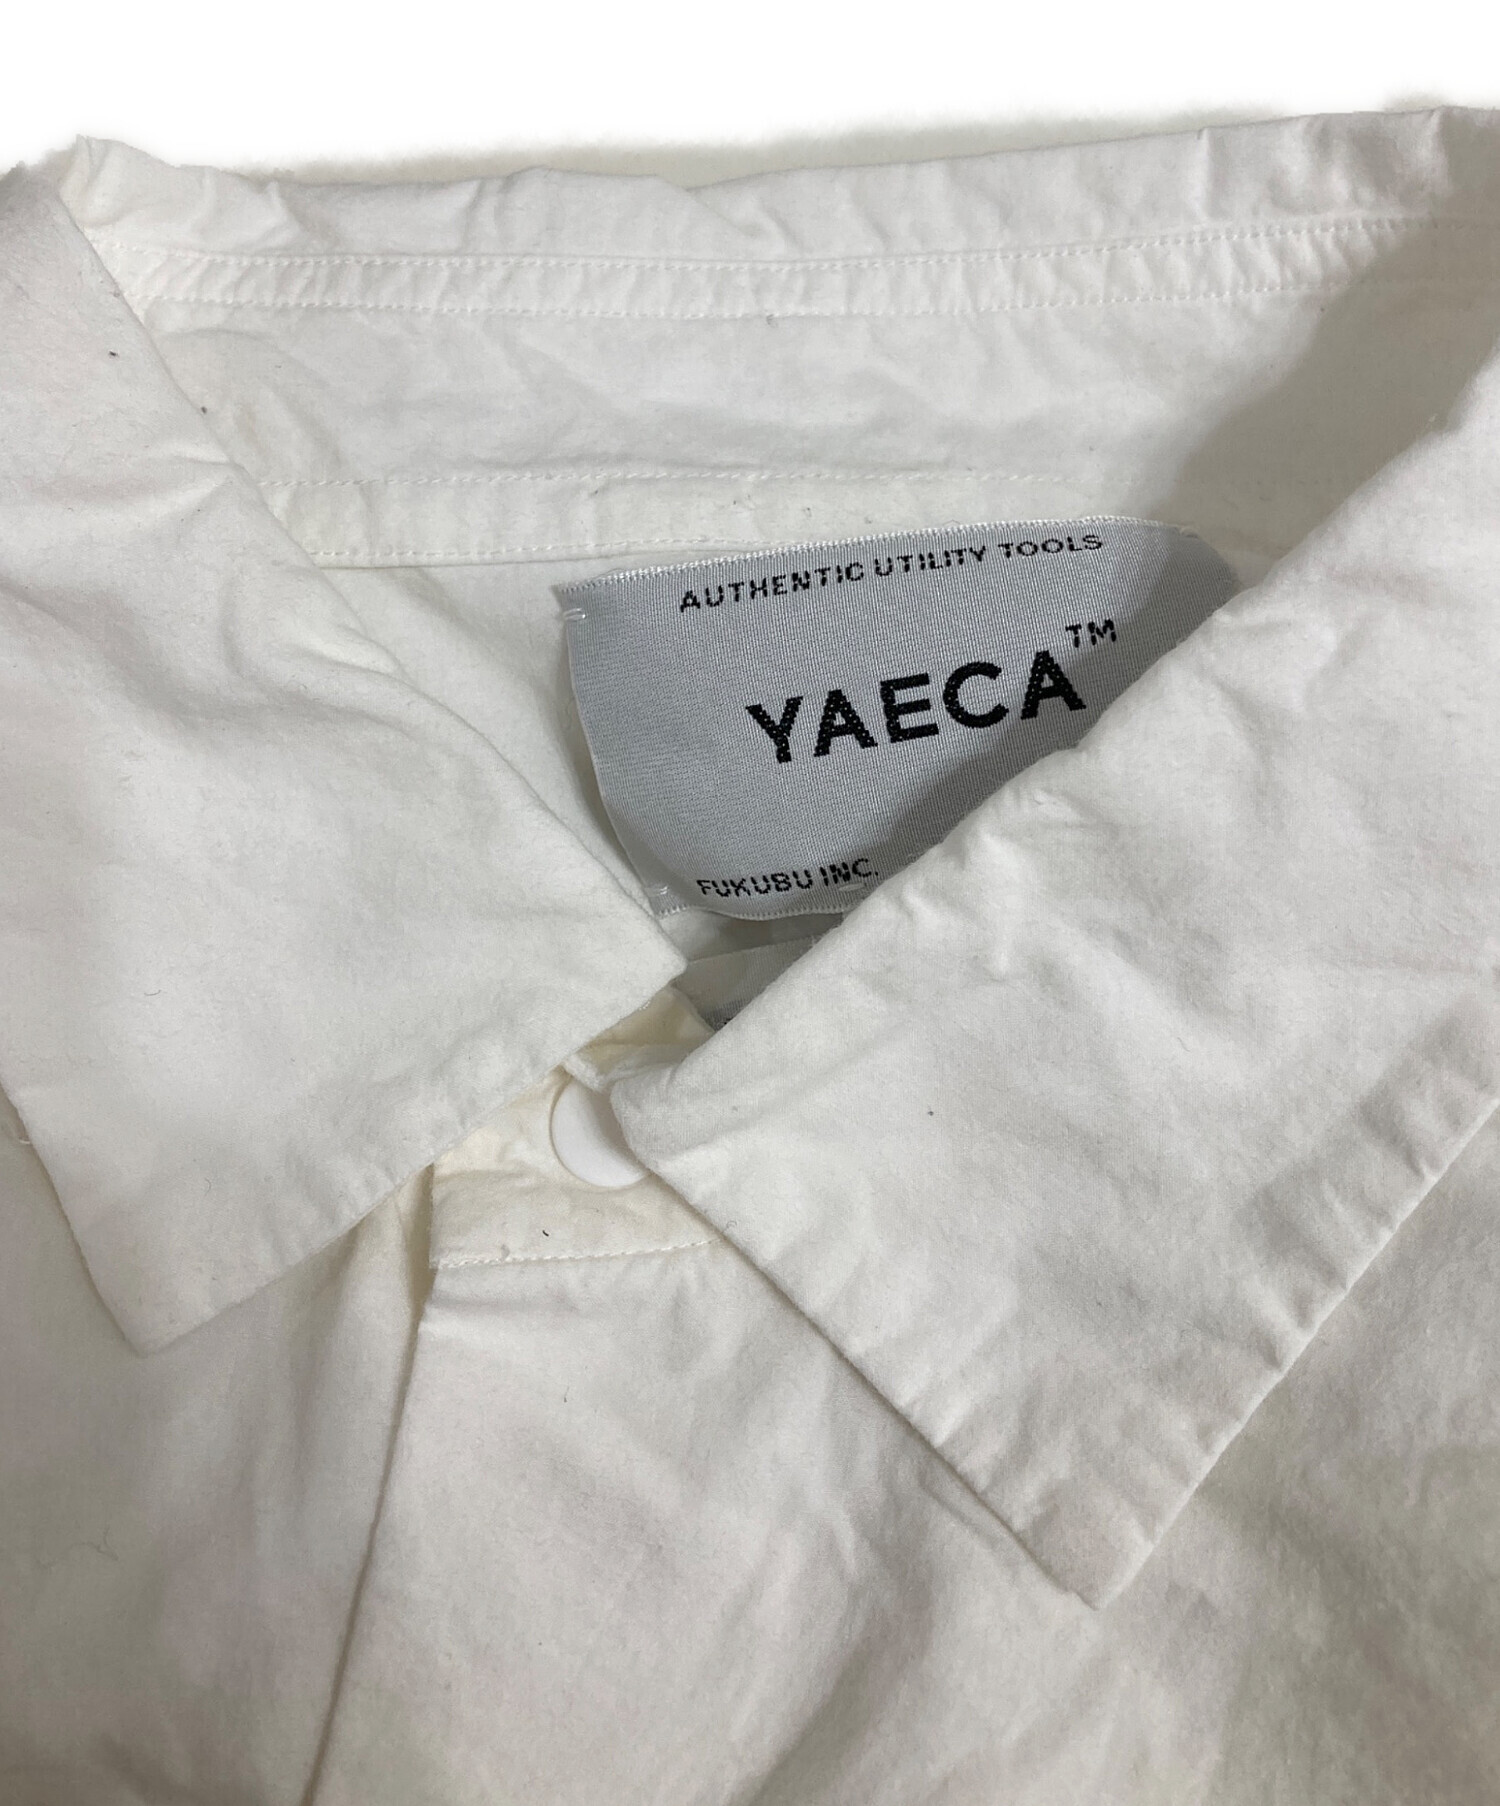 AUTHENTIC UTILITY TOOLS
YAECA™
FUKUBU INC.